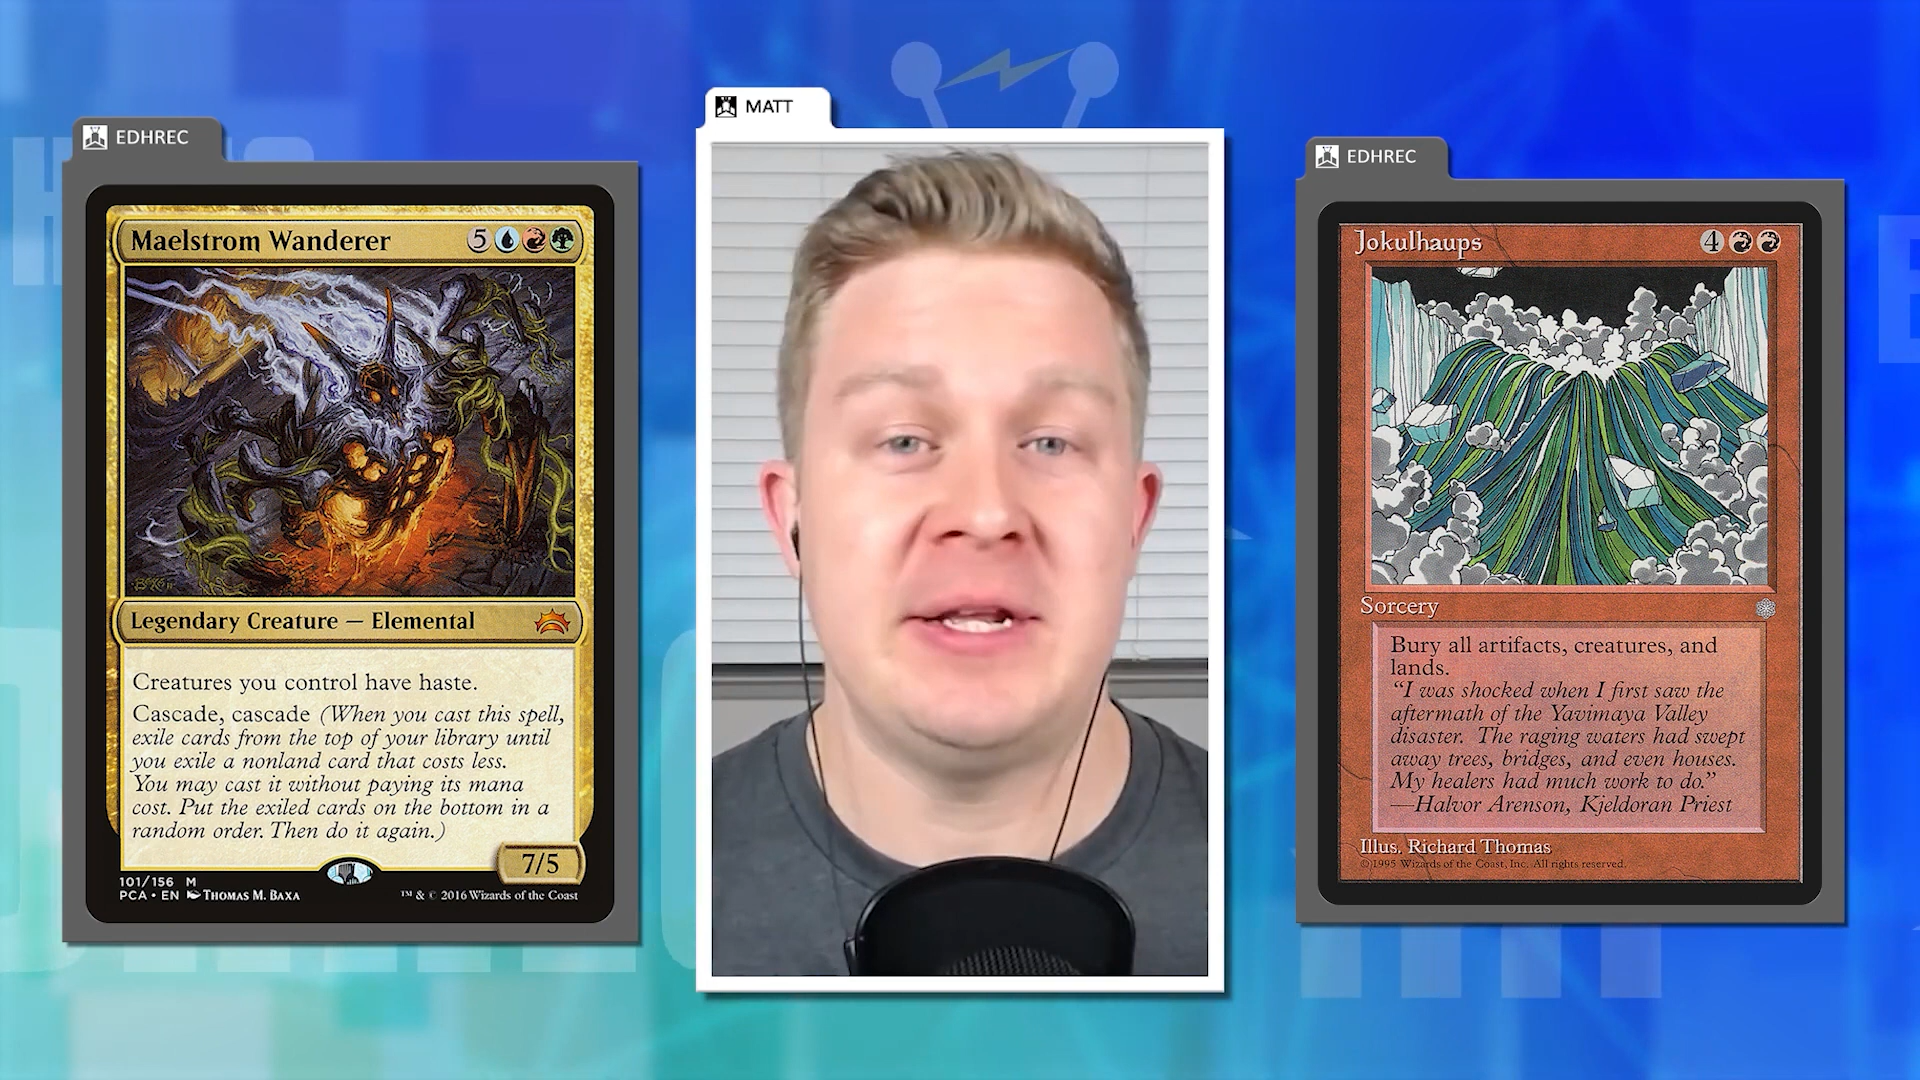 EDHREC
Maelstrom Wanderer 5
Legendary Creature — Elemental
Creatures you control have haste.
Cascade, cascade (When you cast this spell,
exile cards from the top of your library until
you exile a nonland card that costs less.
You may cast it without paying its mana
cost. Put the exiled cards on the bottom in a
random order. Then do it again.)
7/5
101/156 M
PCA • EN THOMAS M. BAXA
™ & © 2016 Wizards of the Coast
MATT
EDHREC
Jokulhaups 4
Sorcery
Bury all artifacts, creatures, and
lands.
“I was shocked when I first saw the
aftermath of the Yavimaya Valley
disaster. The raging waters had swept
away trees, bridges, and even houses.
My healers had much work to do.”
—Halvor Arenson, Kjeldoran Priest
Illus. Richard Thomas
© 1995 Wizards of the Coast, Inc. All rights reserved.